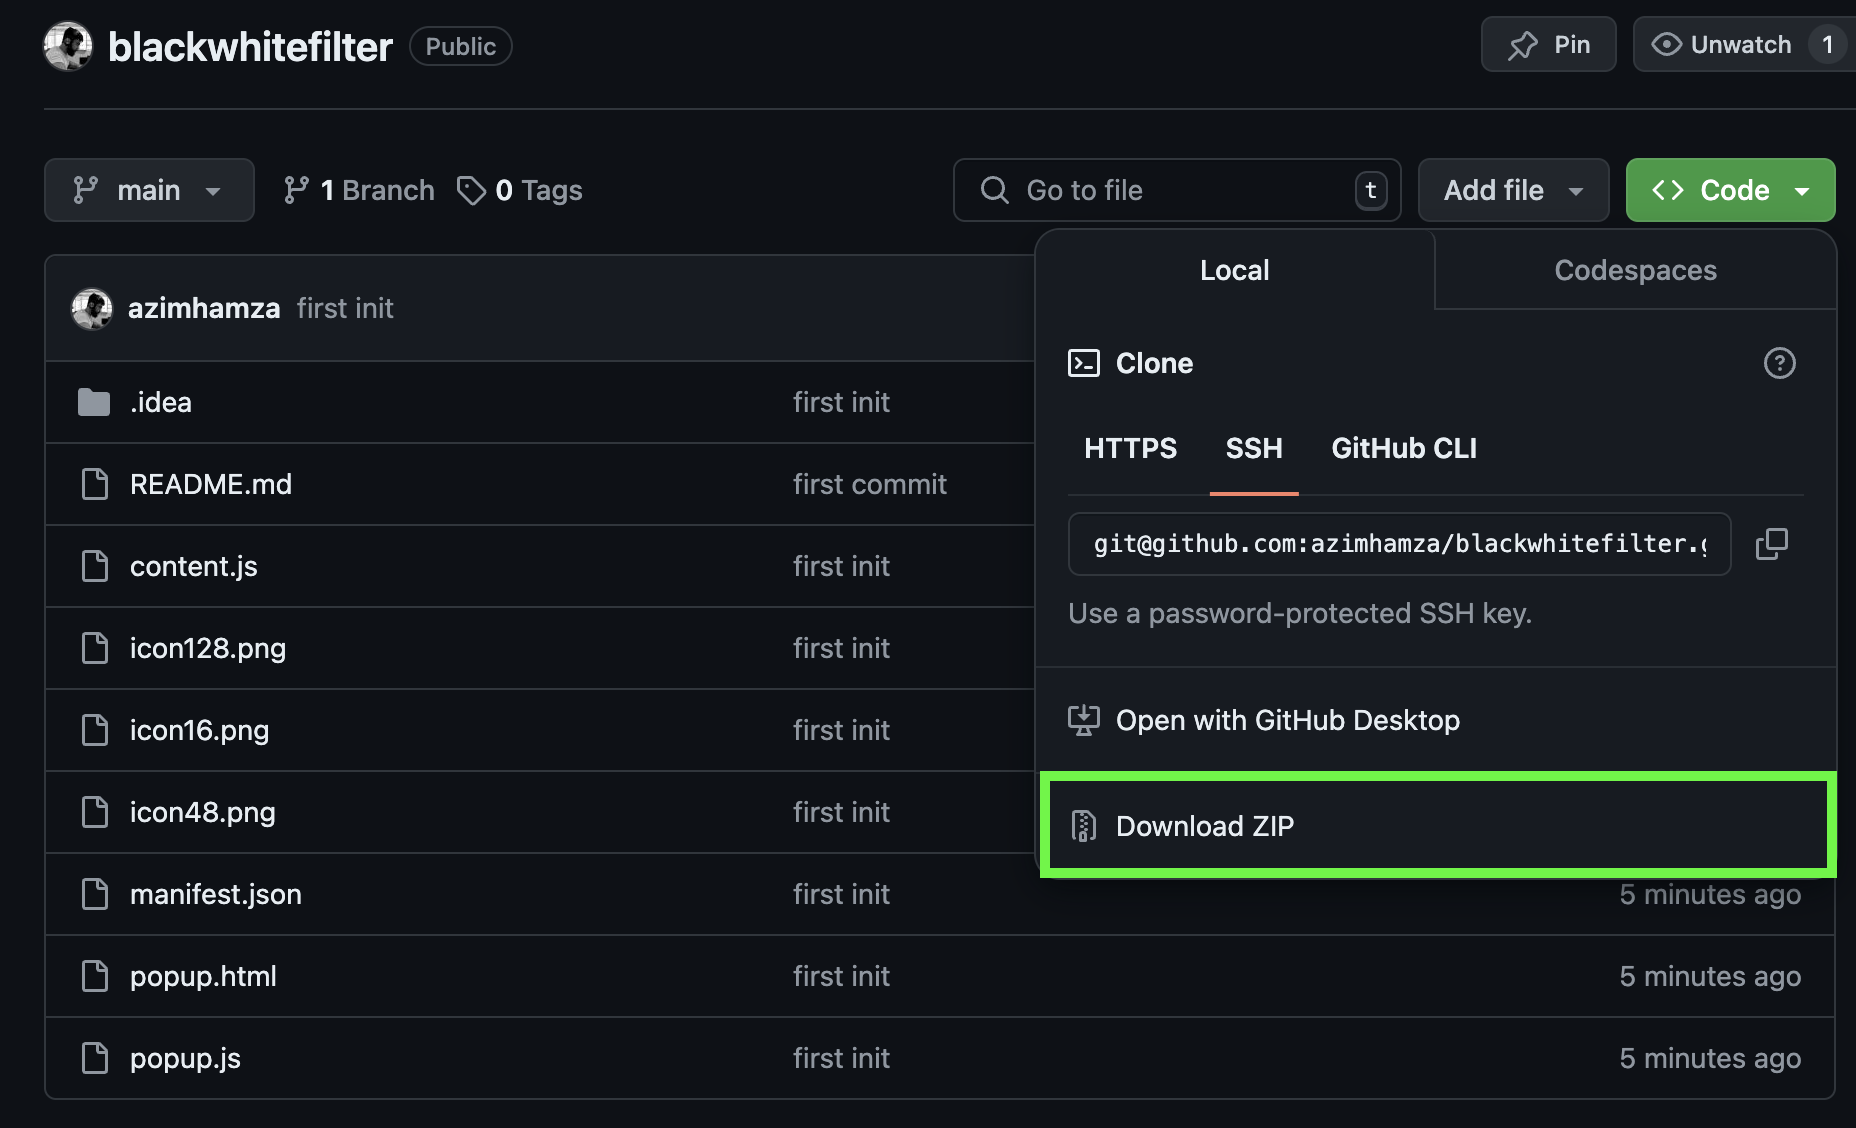 blackwhitefilter Public Pin Unwatch 1
main 1 Branch 0 Tags Go to file t Add file Code
Local Codespaces
azimhamza first init
Clone
.idea first init
HTTPS SSH GitHub CLI
README.md first commit
git@github.com:azimhamza/blackwhitefilter.g
content.js first init
Use a password-protected SSH key.
icon128.png first init
icon16.png first init
Open with GitHub Desktop
icon48.png first init
Download ZIP
manifest.json first init 5 minutes ago
popup.html first init 5 minutes ago
popup.js first init 5 minutes ago